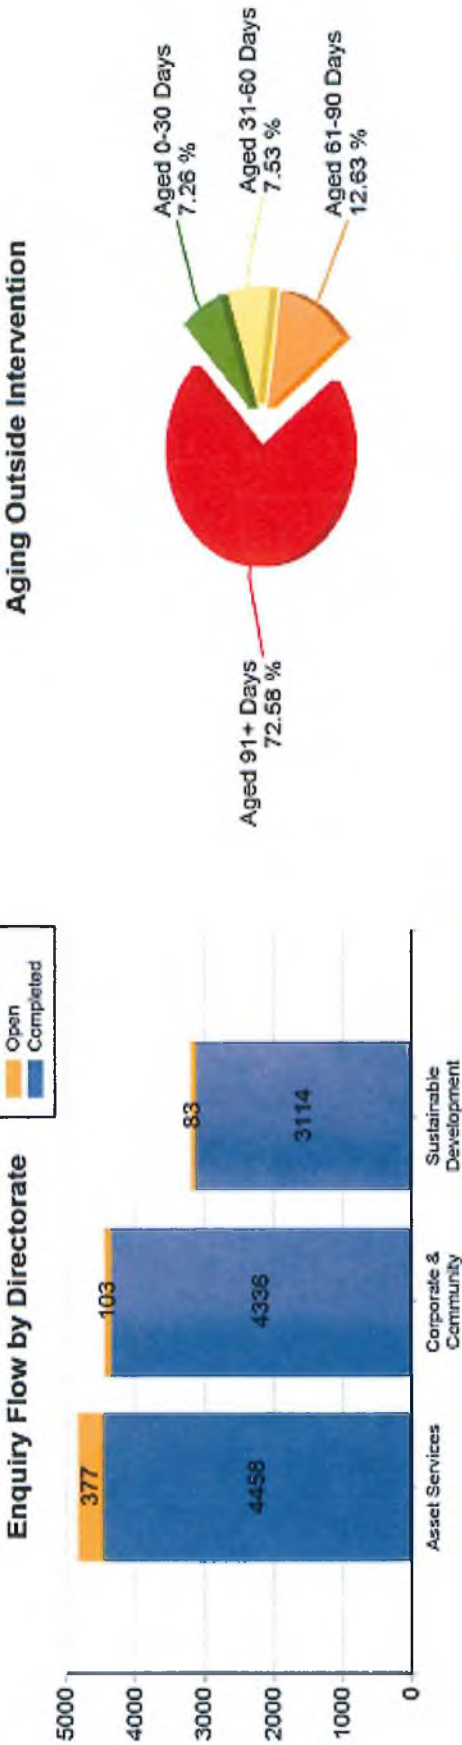 Enquiry Flow by Directorate
Open
Completed
5000
4000
3000
2000
1000
0
377
4458
103
4336
83
3114
Asset Services
Corporate &
Community
Sustainable
Development
Aging Outside Intervention
Aged 0-30 Days
7.26 %
Aged 31-60 Days
7.53 %
Aged 61-90 Days
12.63 %
Aged 91+ Days
72.58 %